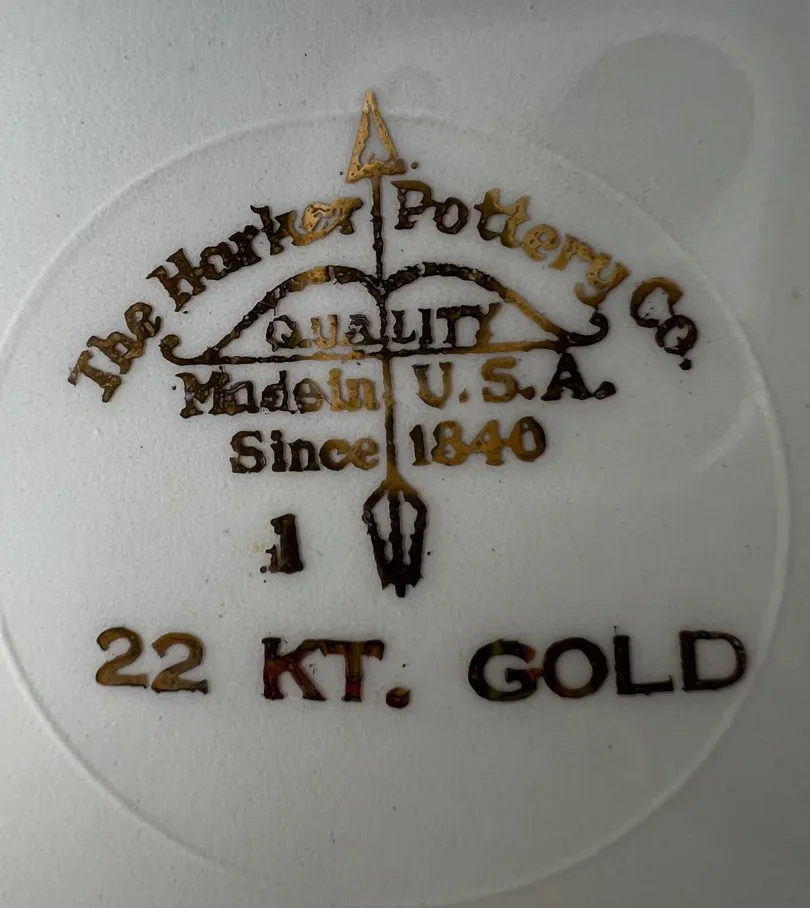 The Harker Pottery Co.
QUALITY
Made in U.S.A.
Since 1840
1
22 KT. GOLD